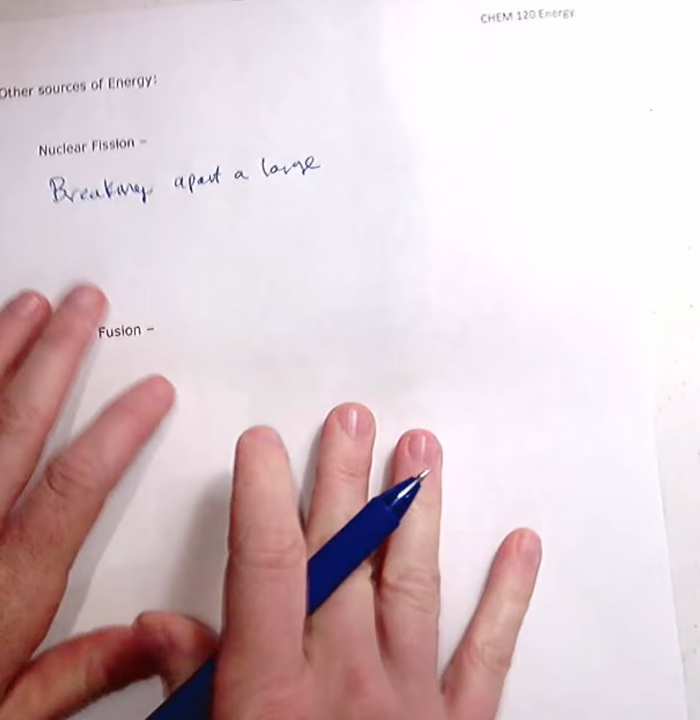 CHEM 120 Energy
Other sources of Energy:
Nuclear Fission –
Breaking apart a large
Fusion –